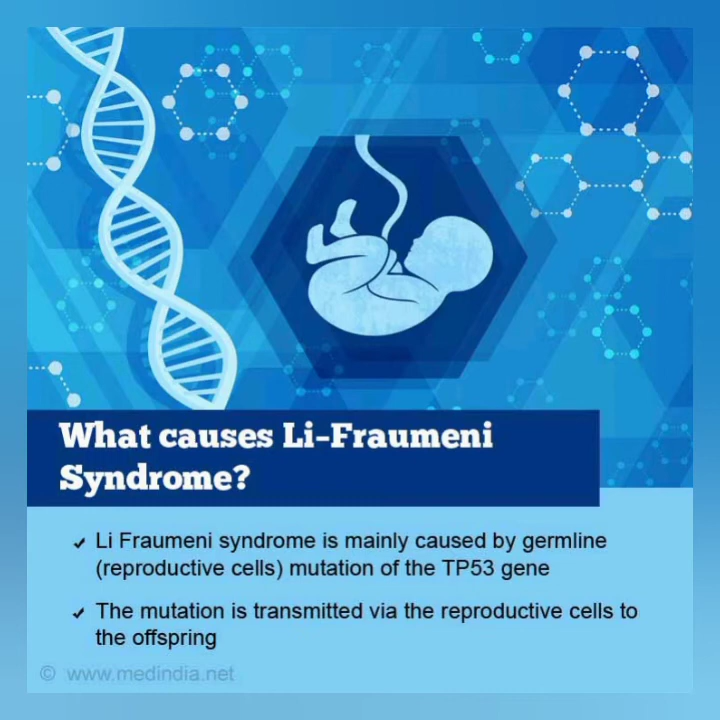 What causes Li-Fraumeni
Syndrome?
✓ Li Fraumeni syndrome is mainly caused by germline
(reproductive cells) mutation of the TP53 gene
✓ The mutation is transmitted via the reproductive cells to
the offspring
© www.medindia.net